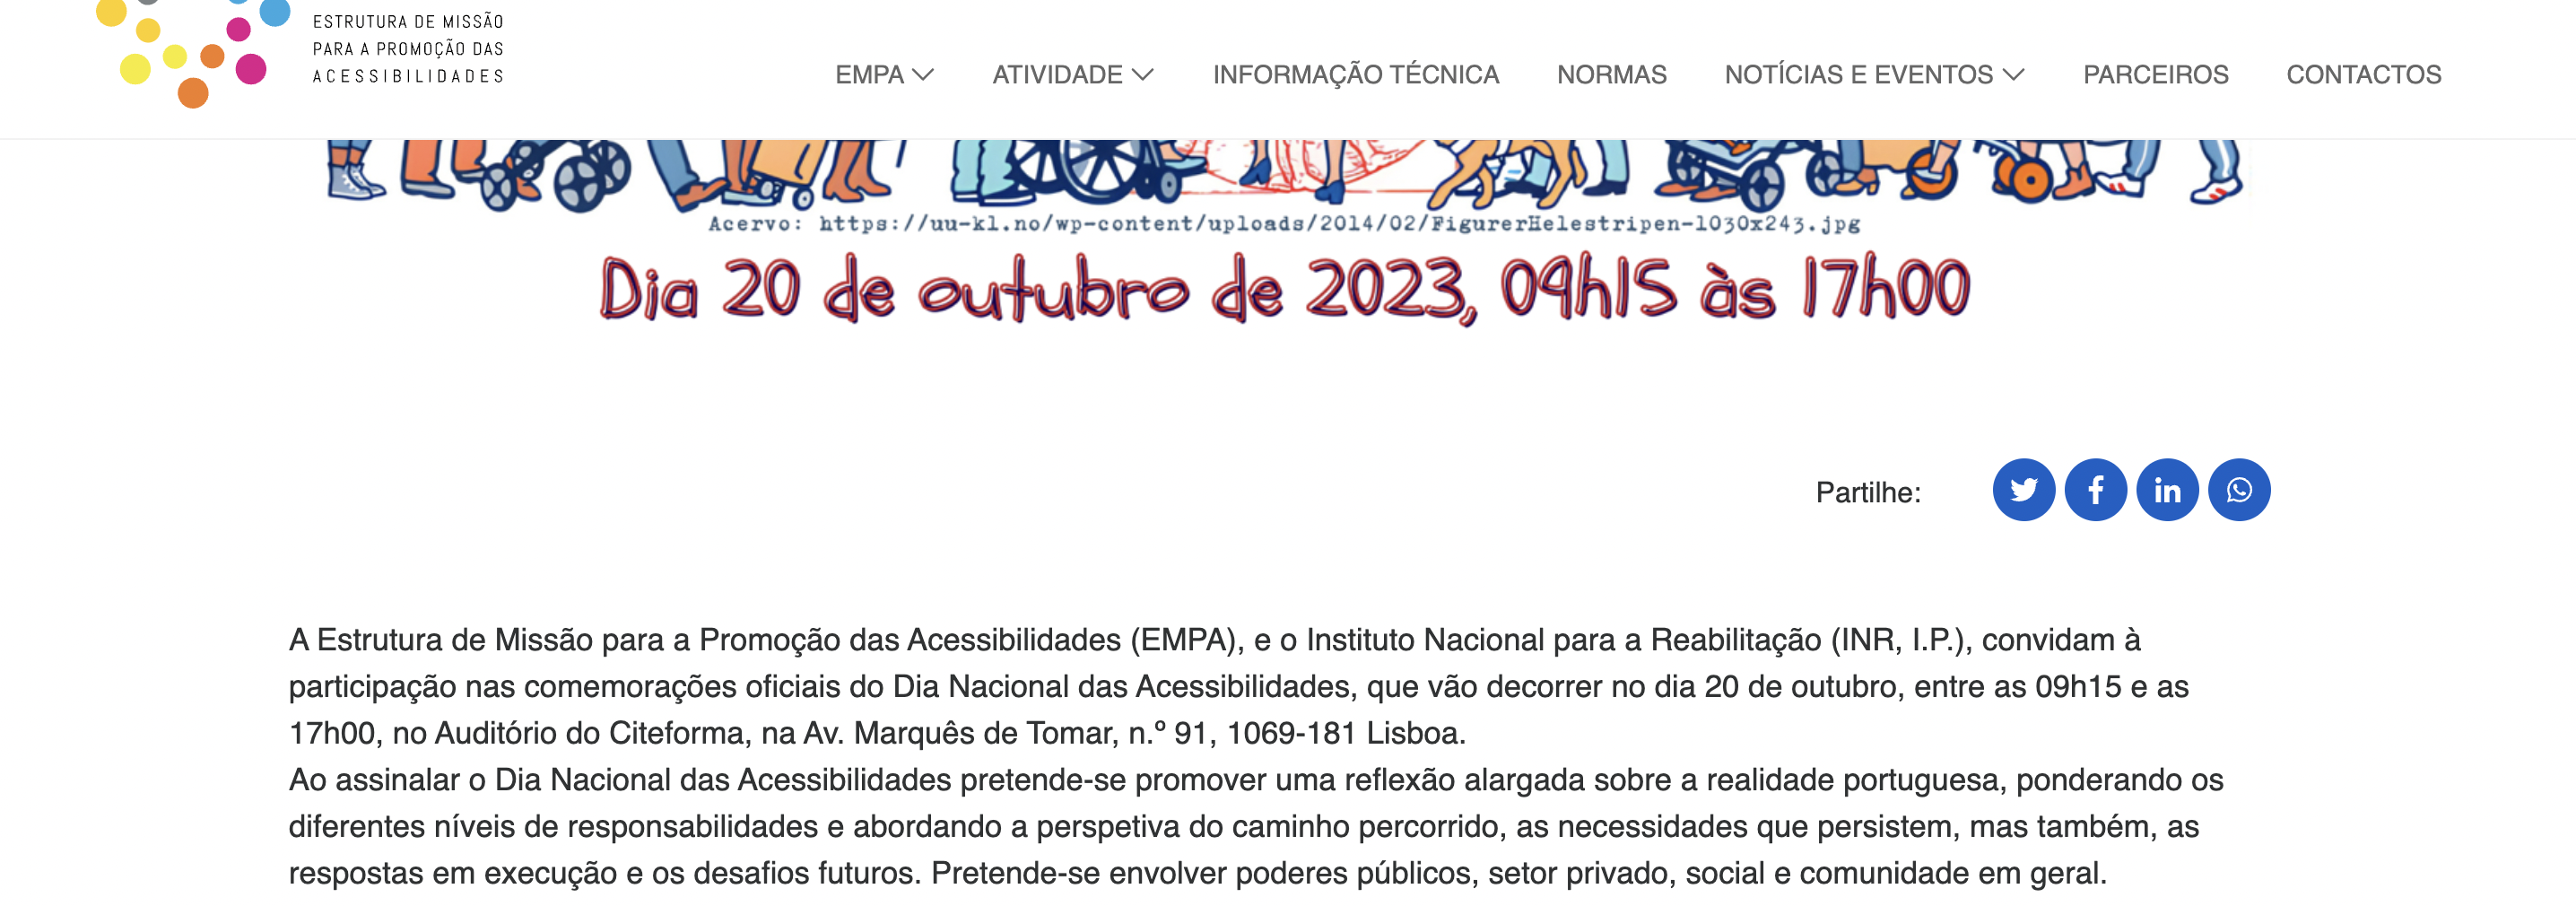 ESTRUTURA DE MISSÃO
PARA A PROMOÇÃO DAS
ACESSIBILIDADES
EMPA
ATIVIDADE
INFORMAÇÃO TÉCNICA
NORMAS
NOTÍCIAS E EVENTOS
PARCEIROS
CONTACTOS
Acervo: https://uu-kl.no/wp-content/uploads/2014/02/FigurerHelestripen-1030x243.jpg
Dia 20 de outubro de 2023, 09h15 às 17h00
Partilhe:
A Estrutura de Missão para a Promoção das Acessibilidades (EMPA), e o Instituto Nacional para a Reabilitação (INR, I.P.), convidam à
participação nas comemorações oficiais do Dia Nacional das Acessibilidades, que vão decorrer no dia 20 de outubro, entre as 09h15 e as
17h00, no Auditório do Citeforma, na Av. Marquês de Tomar, n.º 91, 1069-181 Lisboa.
Ao assinalar o Dia Nacional das Acessibilidades pretende-se promover uma reflexão alargada sobre a realidade portuguesa, ponderando os
diferentes níveis de responsabilidades e abordando a perspetiva do caminho percorrido, as necessidades que persistem, mas também, as
respostas em execução e os desafios futuros. Pretende-se envolver poderes públicos, setor privado, social e comunidade em geral.